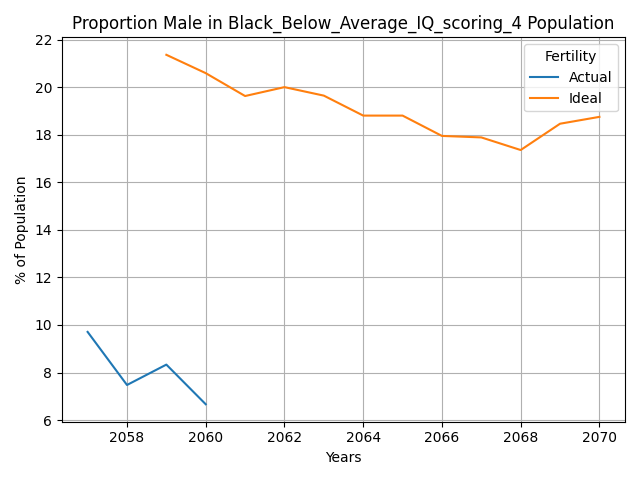 Proportion Male in Black_Below_Average_IQ_scoring_4 Population
Fertility
Actual
Ideal
% of Population
22
20
18
16
14
12
10
8
6
2058 2060 2062 2064 2066 2068 2070
Years